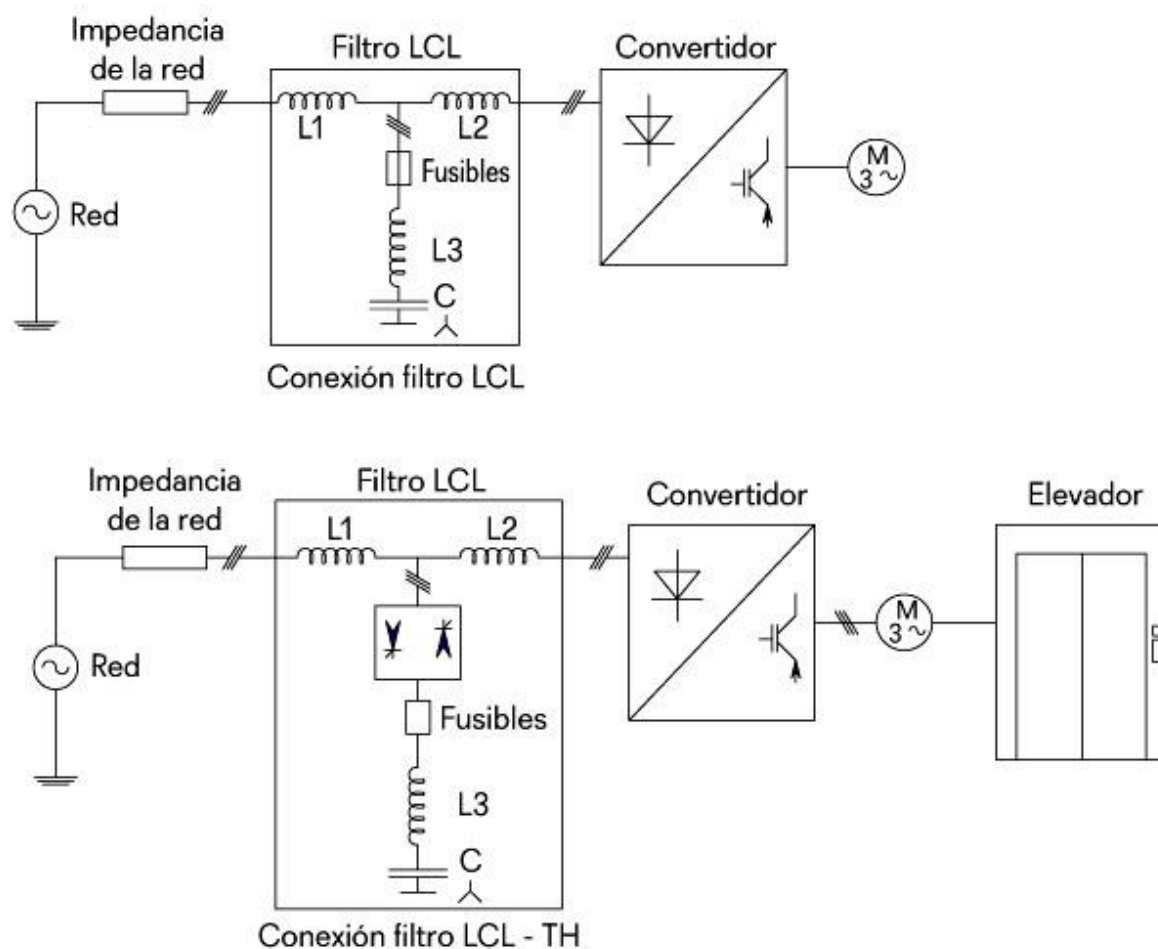 Impedancia
de la red
Filtro LCL
Convertidor
L1
L2
Fusibles
M
3 ~
Red
L3
C
Conexión filtro LCL
Impedancia
de la red
Filtro LCL
Convertidor
Elevador
L1
L2
M
3 ~
Red
Fusibles
L3
C
Conexión filtro LCL - TH